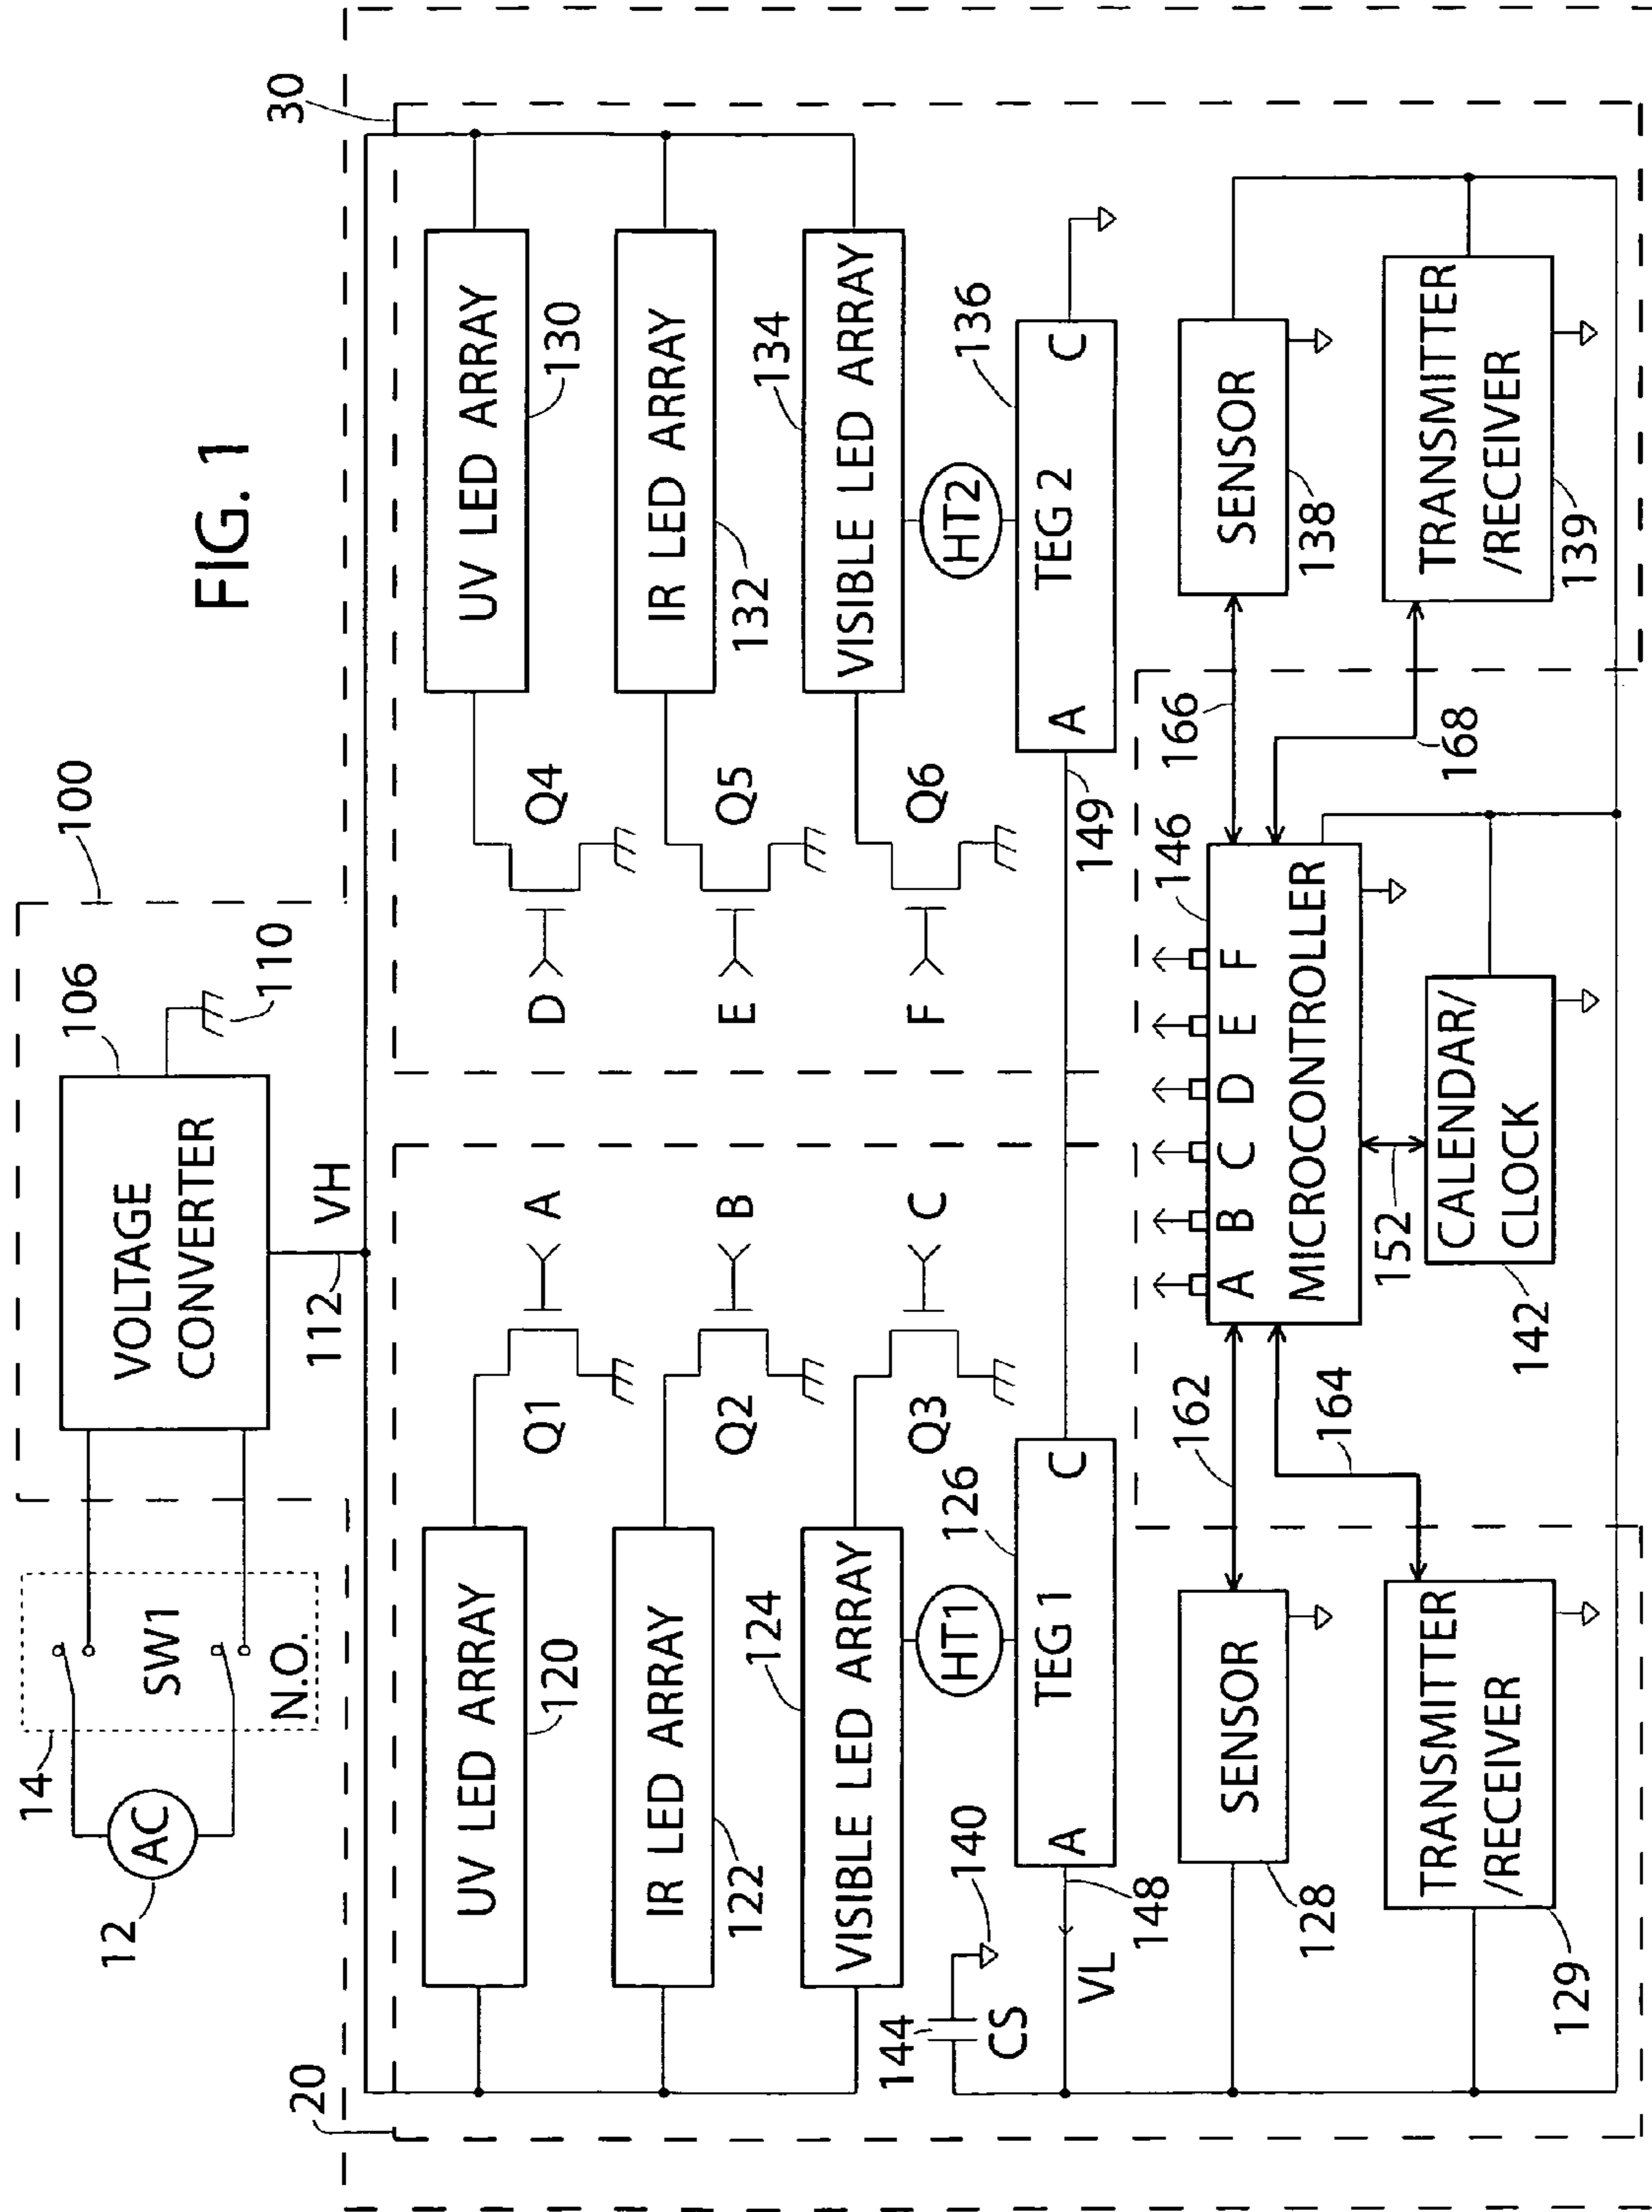 FIG. 1
12
AC
14
SW1
N.O.
100
VOLTAGE
CONVERTER
106
110
112
VH
20
30
UV LED ARRAY
120
Q1
A
D
Q4
UV LED ARRAY
130
IR LED ARRAY
122
Q2
B
E
Q5
IR LED ARRAY
132
VISIBLE LED ARRAY
124
Q3
C
F
Q6
VISIBLE LED ARRAY
134
HT1
HT2
144
CS
140
VL
148
A
TEG 1
C
126
149
A
TEG 2
C
136
SENSOR
128
162
164
A B C D E F
MICROCONTROLLER
146
166
168
SENSOR
138
TRANSMITTER
/RECEIVER
129
152
CALENDAR/
CLOCK
142
TRANSMITTER
/RECEIVER
139